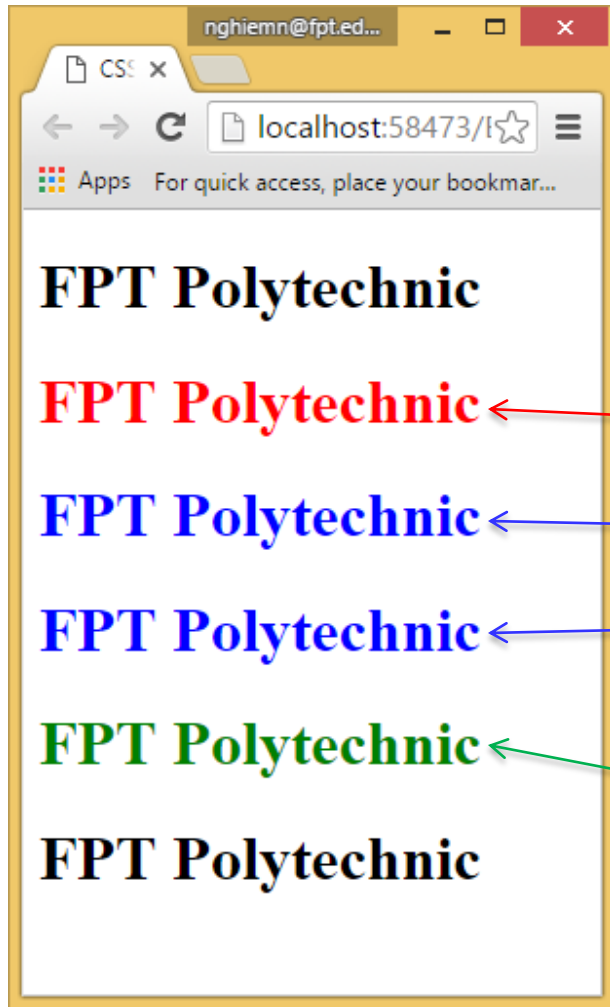 nghiemn@fpt.ed...
CSS
localhost:58473/
Apps For quick access, place your bookmar...
FPT Polytechnic
FPT Polytechnic
FPT Polytechnic
FPT Polytechnic
FPT Polytechnic
FPT Polytechnic